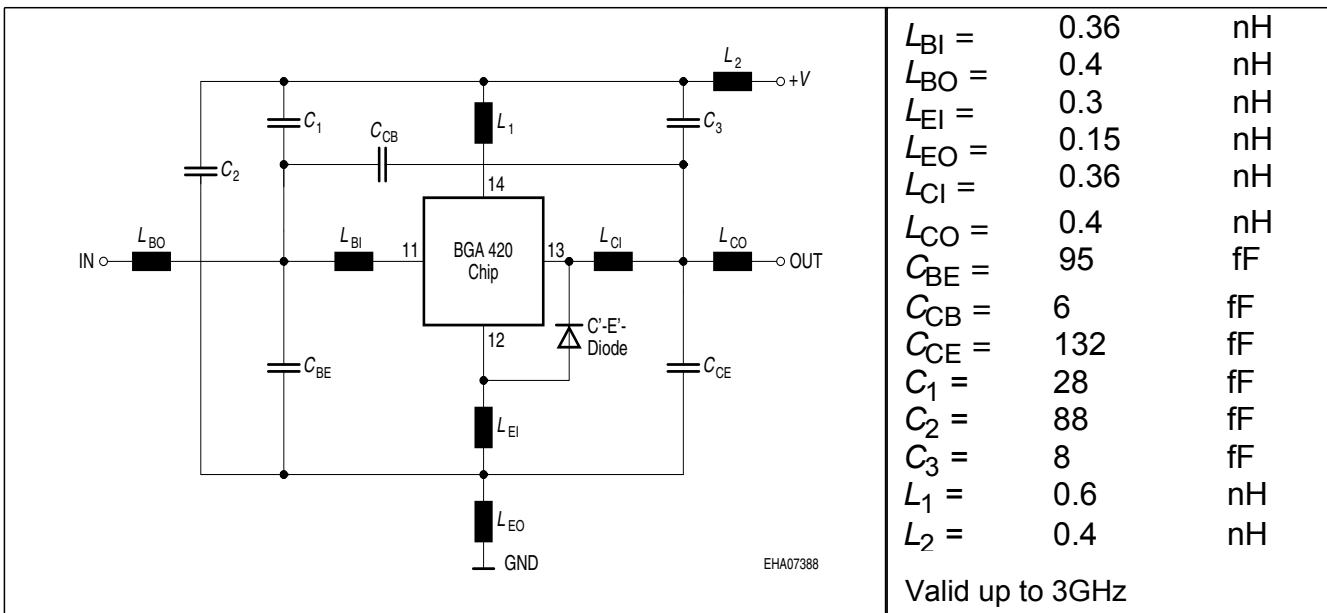 L2
+V
C1
L1
C3
CCB
C2
14
LBO
LBI
11
BGA 420
Chip
13
LCI
LCO
IN
OUT
12
C'-E'-
Diode
CBE
CCE
LEI
LEO
GND
EHA07388
LBI = 0.36 nH
LBO = 0.4 nH
LEI = 0.3 nH
LEO = 0.15 nH
LCI = 0.36 nH
LCO = 0.4 nH
CBE = 95 fF
CCB = 6 fF
CCE = 132 fF
C1 = 28 fF
C2 = 88 fF
C3 = 8 fF
L1 = 0.6 nH
L2 = 0.4 nH
Valid up to 3GHz